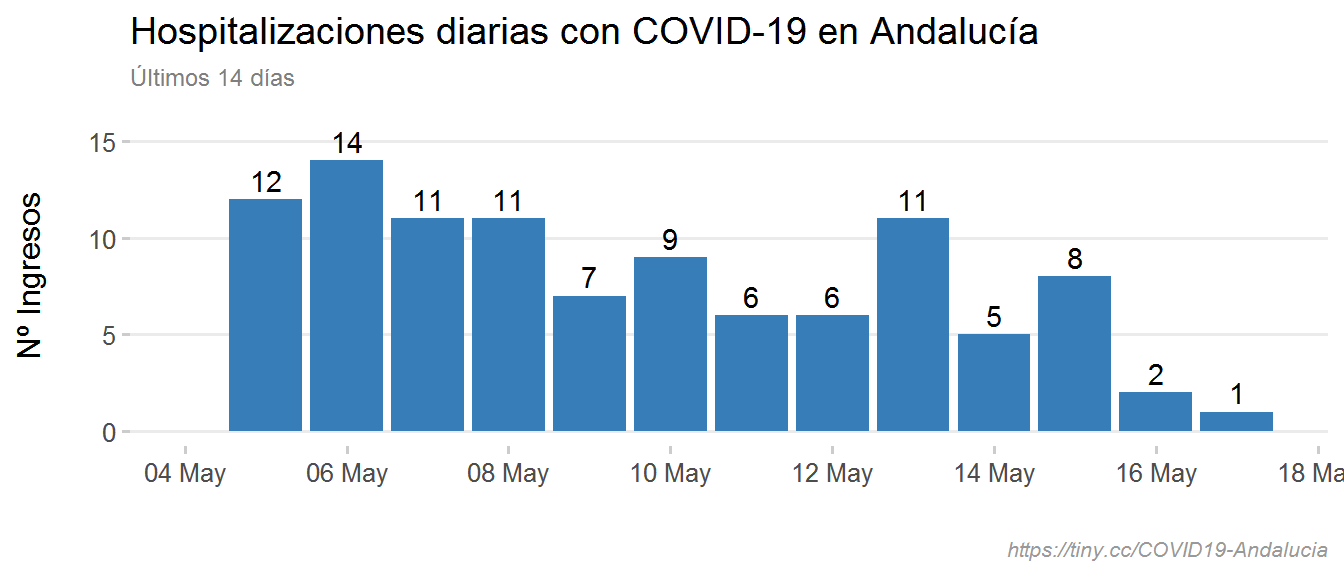 Hospitalizaciones diarias con COVID-19 en Andalucía
Últimos 14 días
Nº Ingresos
15
10
5
0
12
14
11
11
7
9
6
6
11
5
8
2
1
04 May
06 May
08 May
10 May
12 May
14 May
16 May
18 Ma
https://tiny.cc/COVID19-Andalucia